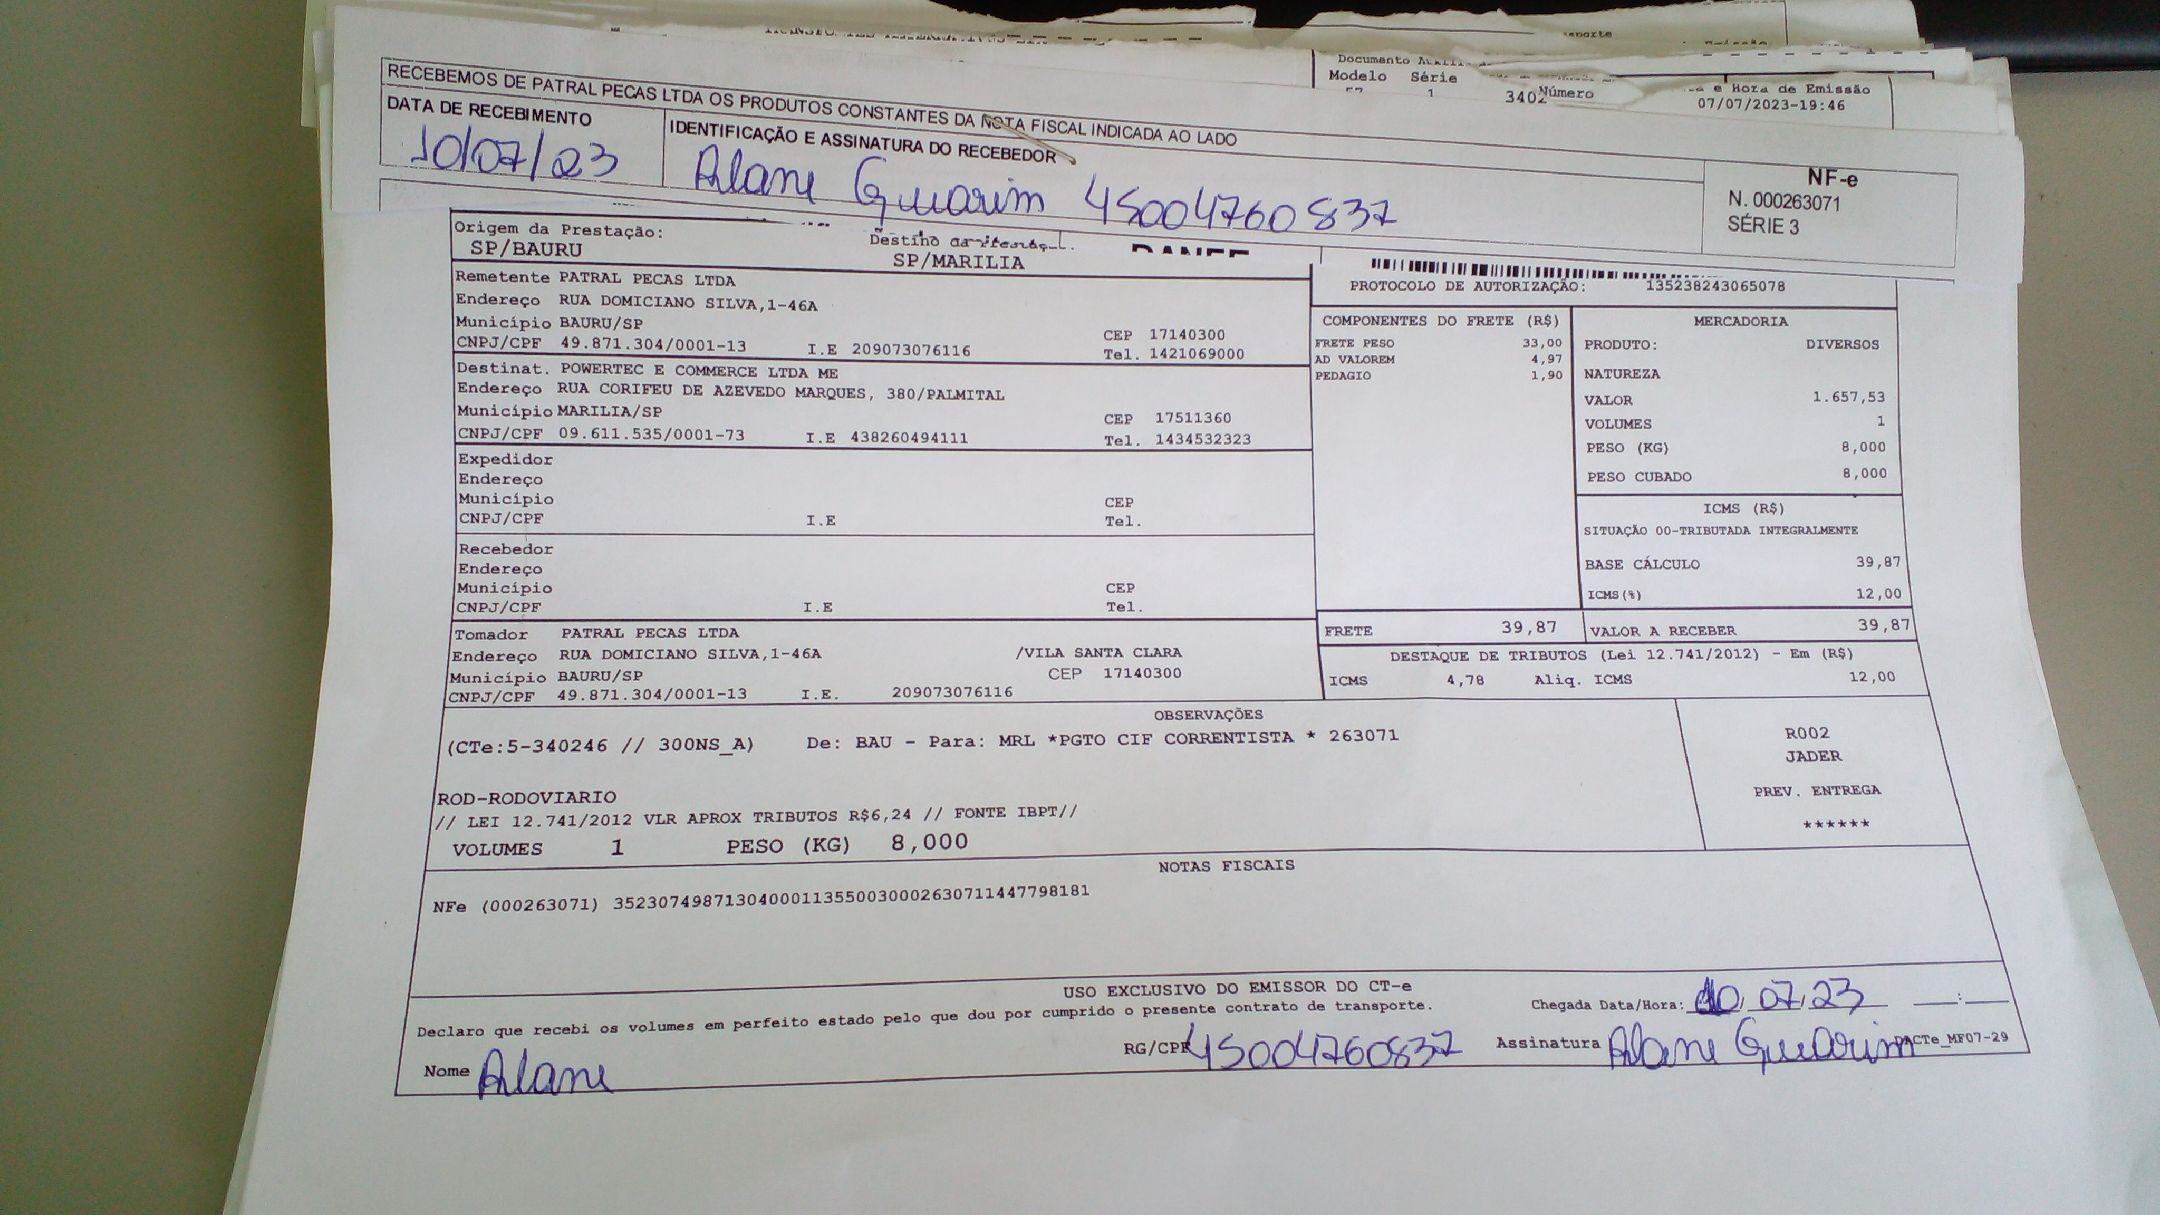 Documento
Modelo Série Número e Hora de Emissão
1 3402 07/07/2023-19:46
RECEBEMOS DE PATRAL PECAS LTDA OS PRODUTOS CONSTANTES DA NOTA FISCAL INDICADA AO LADO
DATA DE RECEBIMENTO IDENTIFICAÇÃO E ASSINATURA DO RECEBEDOR
10/07/23 Alane Guarim 45004760837
NF-e
N. 000263071
SÉRIE 3
Origem da Prestação: Destino
SP/BAURU SP/MARILIA
PROTOCOLO DE AUTORIZAÇÃO: 135238243065078
Remetente PATRAL PECAS LTDA
Endereço RUA DOMICIANO SILVA,1-46A
Município BAURU/SP CEP 17140300
CNPJ/CPF 49.871.304/0001-13 I.E 209073076116 Tel. 1421069000
Destinat. POWERTEC E COMMERCE LTDA ME
Endereço RUA CORIFEU DE AZEVEDO MARQUES, 380/PALMITAL
Município MARILIA/SP CEP 17511360
CNPJ/CPF 09.611.535/0001-73 I.E 438260494111 Tel. 1434532323
Expedidor
Endereço
Município CEP
CNPJ/CPF I.E Tel.
Recebedor
Endereço
Município CEP
CNPJ/CPF I.E Tel.
Tomador PATRAL PECAS LTDA
Endereço RUA DOMICIANO SILVA,1-46A /VILA SANTA CLARA
Município BAURU/SP CEP 17140300
CNPJ/CPF 49.871.304/0001-13 I.E. 209073076116
COMPONENTES DO FRETE (R$)
FRETE PESO 33,00
AD VALOREM 4,97
PEDAGIO 1,90
MERCADORIA
PRODUTO: DIVERSOS
NATUREZA
VALOR 1.657,53
VOLUMES 1
PESO (KG) 8,000
PESO CUBADO 8,000
ICMS (R$)
SITUAÇÃO 00-TRIBUTADA INTEGRALMENTE
BASE CÁLCULO 39,87
ICMS(%) 12,00
FRETE 39,87 VALOR A RECEBER 39,87
DESTAQUE DE TRIBUTOS (Lei 12.741/2012) - Em (R$)
ICMS 4,78 Aliq. ICMS 12,00
OBSERVAÇÕES
(CTe:5-340246 // 300NS_A) De: BAU - Para: MRL *PGTO CIF CORRENTISTA * 263071
ROD-RODOVIARIO
// LEI 12.741/2012 VLR APROX TRIBUTOS R$6,24 // FONTE IBPT//
VOLUMES 1 PESO (KG) 8,000
R002
JADER
PREV. ENTREGA
******
NOTAS FISCAIS
NFe (000263071) 35230749871304000113550030002630711447798181
USO EXCLUSIVO DO EMISSOR DO CT-e
Declaro que recebi os volumes em perfeito estado pelo que dou por cumprido o presente contrato de transporte.
Chegada Data/Hora: 10/07/23 __:__
Nome Alane RG/CPF 45004760837 Assinatura Alane Guarim DACTe_MF07-29